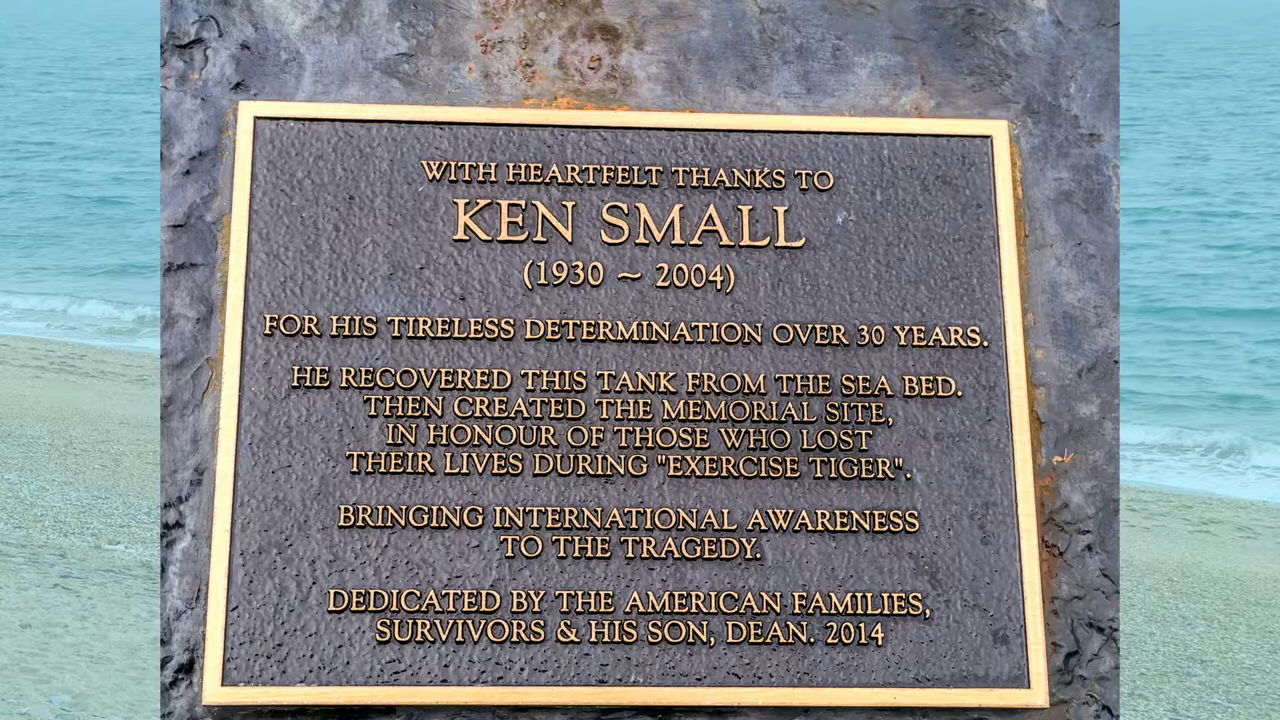 WITH HEARTFELT THANKS TO
KEN SMALL
(1930 ~ 2004)
FOR HIS TIRELESS DETERMINATION OVER 30 YEARS.
HE RECOVERED THIS TANK FROM THE SEA BED.
THEN CREATED THE MEMORIAL SITE,
IN HONOUR OF THOSE WHO LOST
THEIR LIVES DURING "EXERCISE TIGER".
BRINGING INTERNATIONAL AWARENESS
TO THE TRAGEDY.
DEDICATED BY THE AMERICAN FAMILIES,
SURVIVORS & HIS SON, DEAN. 2014